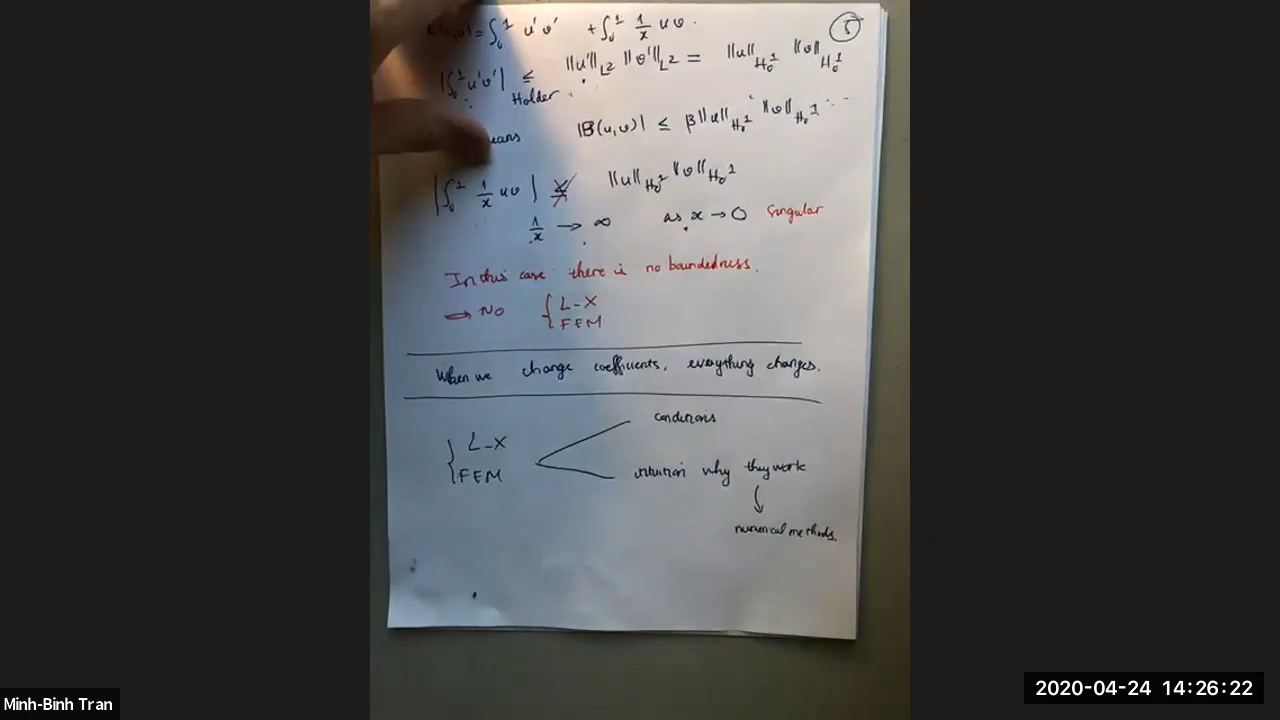 = ∫₀¹ u'v' + ∫₀¹ 1/x uv. ⑤
|∫₀¹ u'v'| ≤ ||u'||_{L²} ||v'||_{L²} = ||u||_{H₀¹} ||v||_{H₀¹}
Holder
|B(u,v)| ≤ β||u||_{H₀¹} ||v||_{H₀¹}
|∫₀¹ 1/x uv| ≤ ||u||_{H₀¹} ||v||_{H₀¹}
1/x → ∞ as x → 0 Singular
In this case there is no boundedness.
⇒ No { L-X
FEM
When we change coefficients, everything changes.
conditions
{ L-X
FEM
intuition why they work
↓
numerical methods.
Minh-Binh Tran
2020-04-24 14:26:22